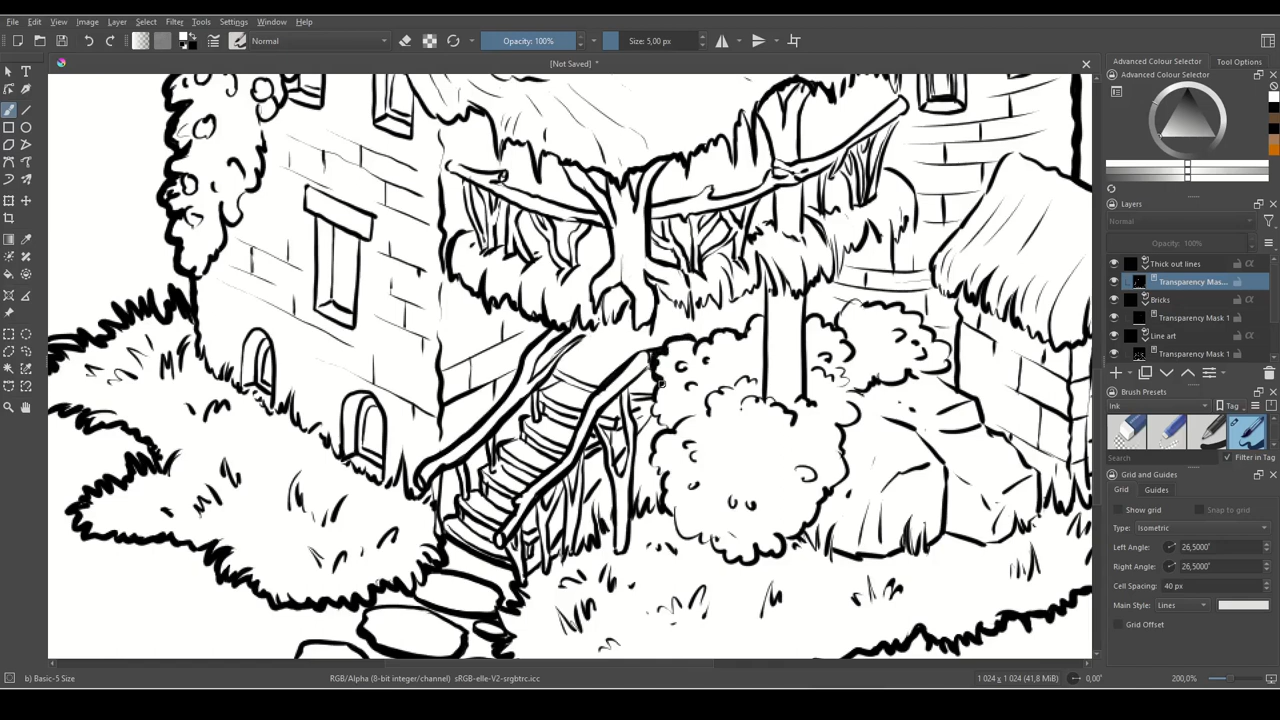 File Edit View Image Layer Select Filter Tools Settings Window Help
Normal Opacity: 100% Size: 5,00 px
[Not Saved] *
Advanced Colour Selector Tool Options
Advanced Colour Selector
Layers
Normal
Opacity: 100%
Thick out lines
Transparency Mas...
Bricks
Transparency Mask 1
Line art
Transparency Mask 1
Brush Presets
Ink Tag
Search Filter in Tag
Grid and Guides
Grid Guides
Show grid Snap to grid
Type: Isometric
Left Angle: 26,5000°
Right Angle: 26,5000°
Cell Spacing: 40 px
Main Style: Lines
Grid Offset
b) Basic-5 Size RGB/Alpha (8-bit integer/channel) sRGB-elle-V2-srgbtrc.icc 1 024 x 1 024 (41,8 MiB) 0,00° 200,0%